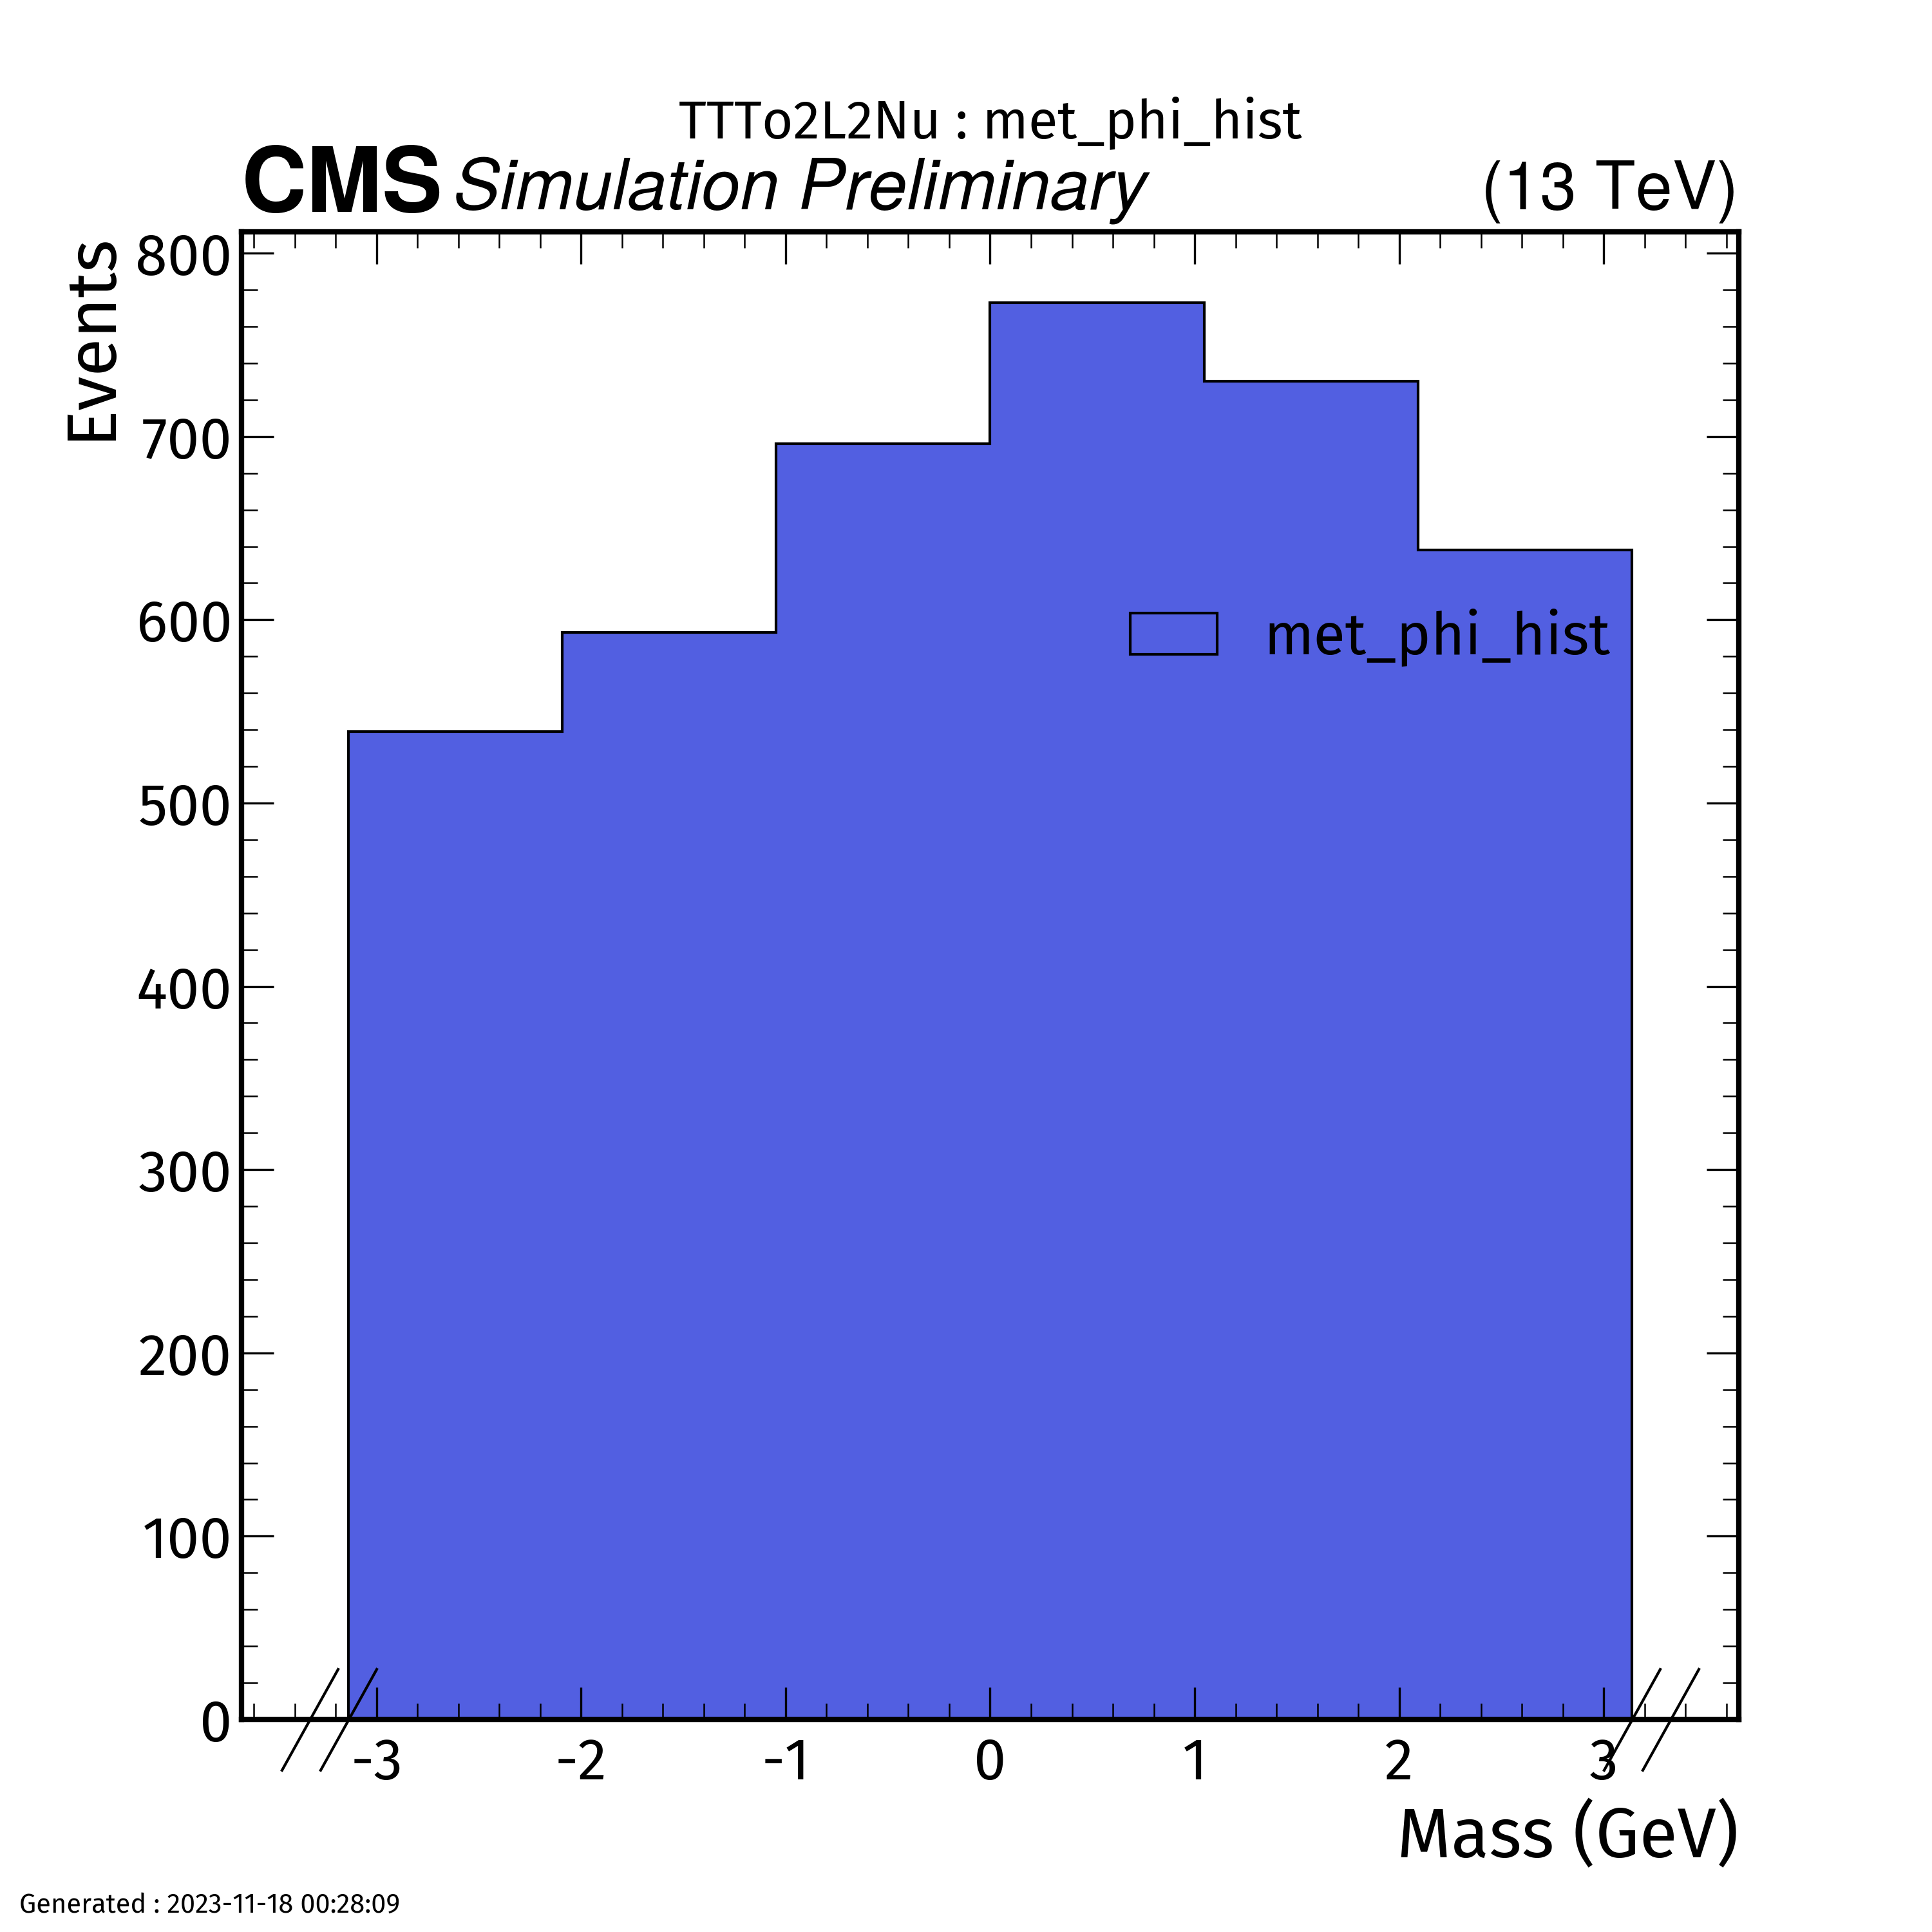 TTTo2L2Nu : met_phi_hist
CMS Simulation Preliminary (13 TeV)
Events
800
700
600
500
400
300
200
100
0
met_phi_hist
-3 -2 -1 0 1 2 3
Mass (GeV)
Generated : 2023-11-18 00:28:09